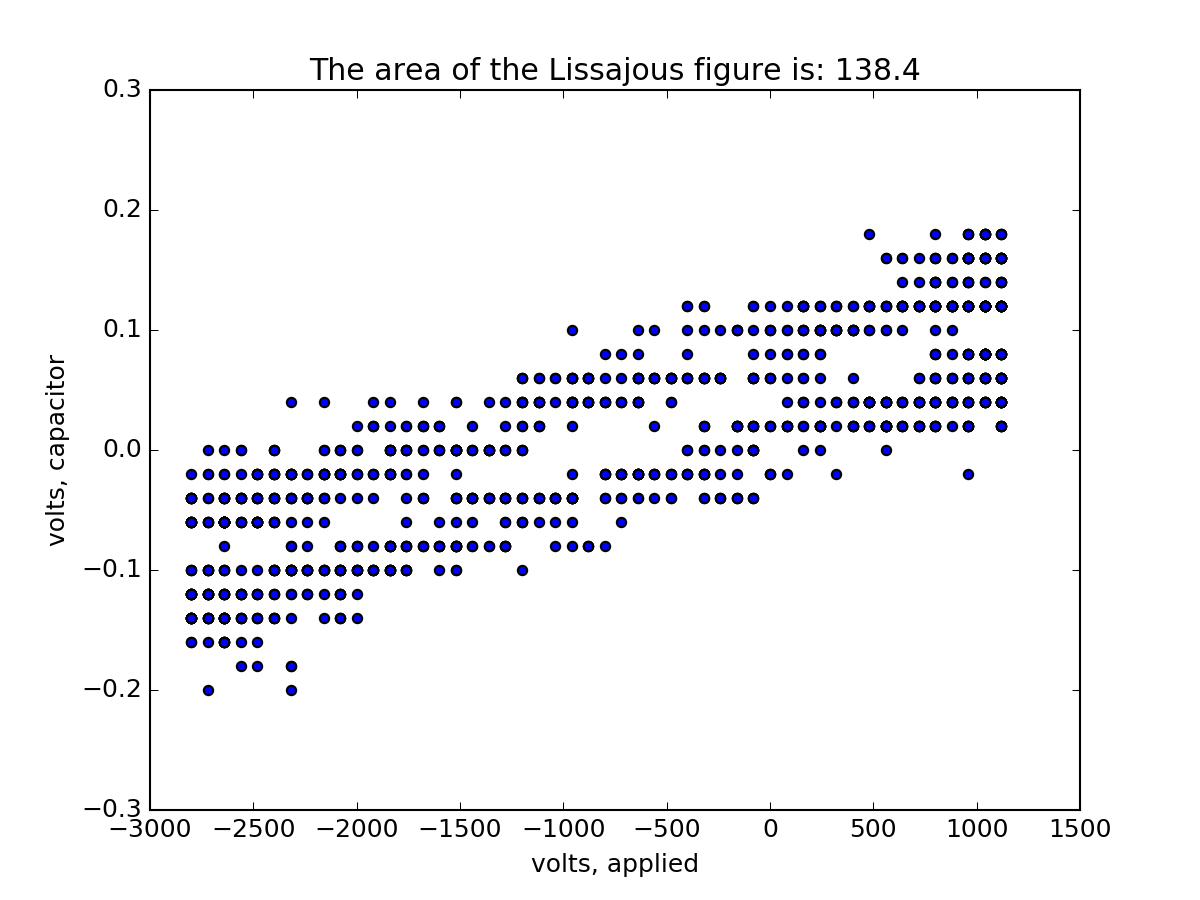 The area of the Lissajous figure is: 138.4
0.3
0.2
0.1
0.0
−0.1
−0.2
−0.3
volts, capacitor
−3000 −2500 −2000 −1500 −1000 −500 0 500 1000 1500
volts, applied